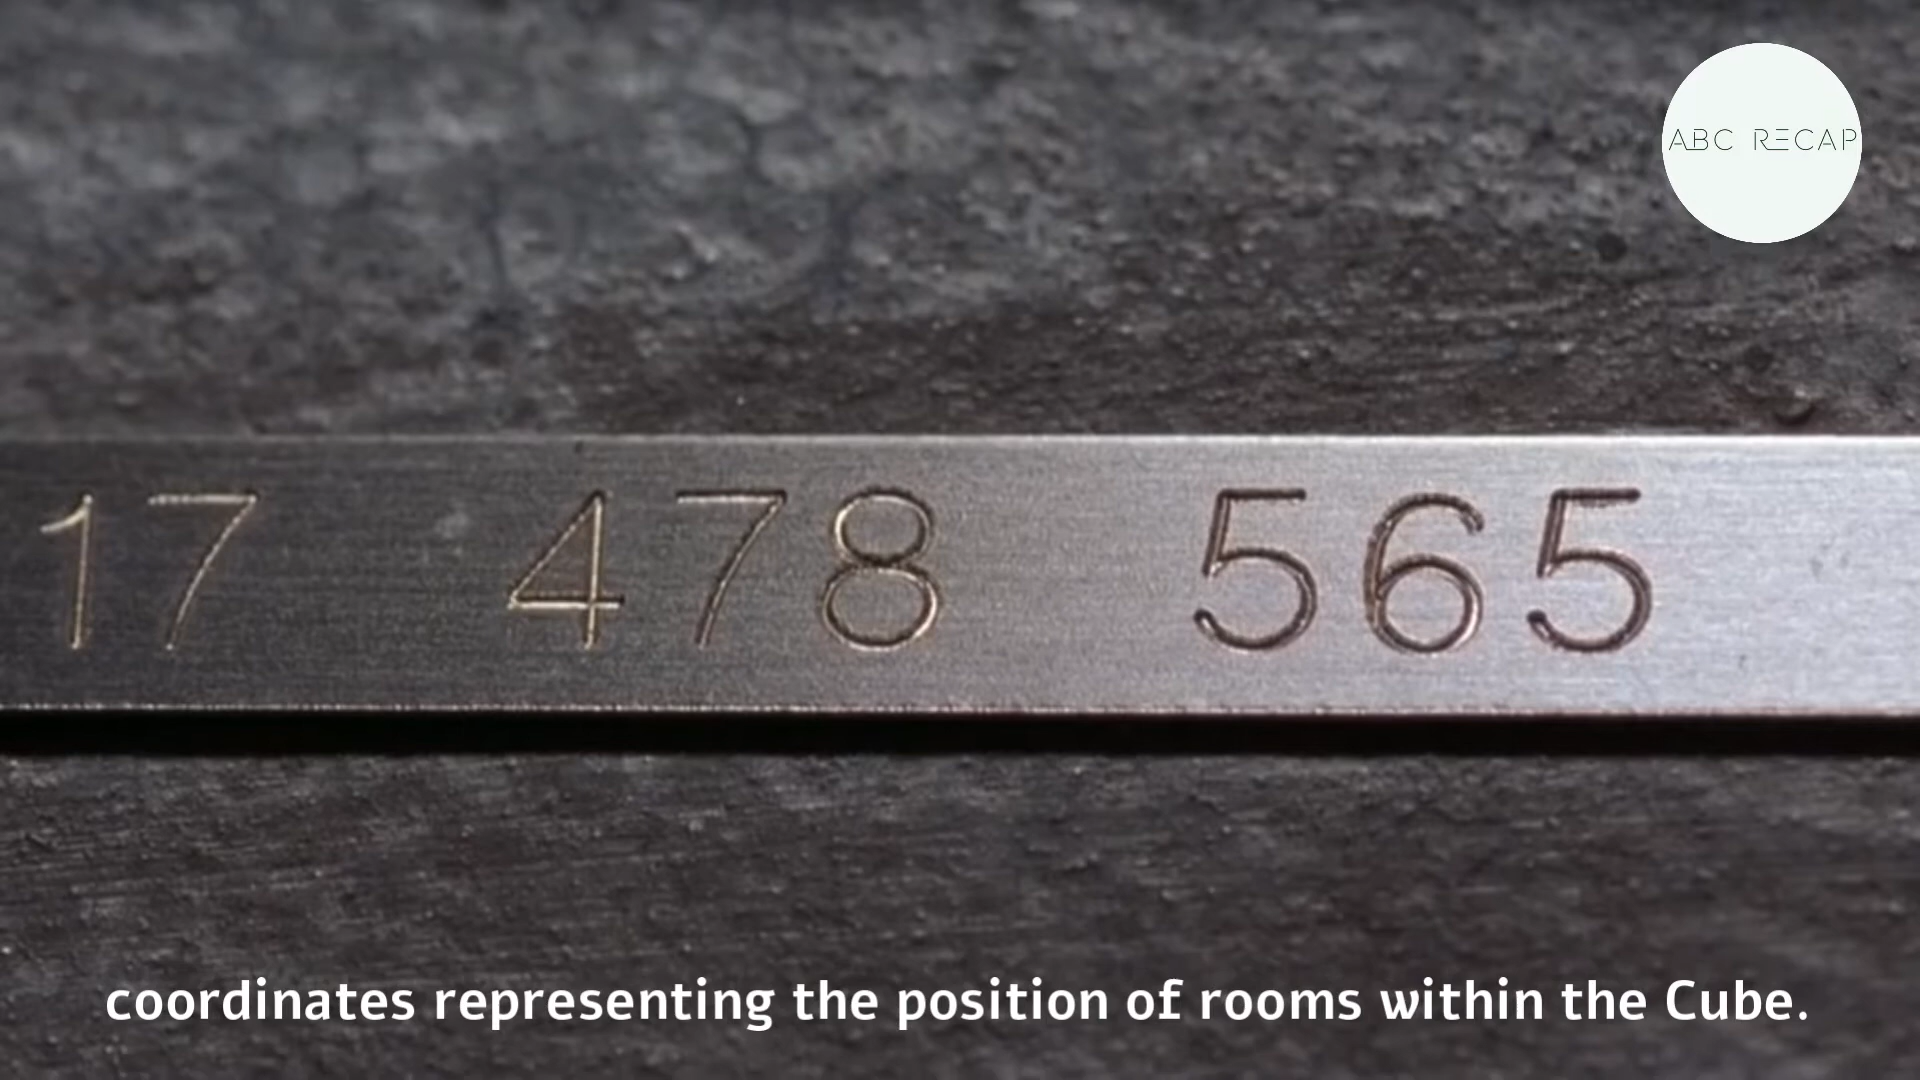 ABC RECAP
17 478 565
coordinates representing the position of rooms within the Cube.